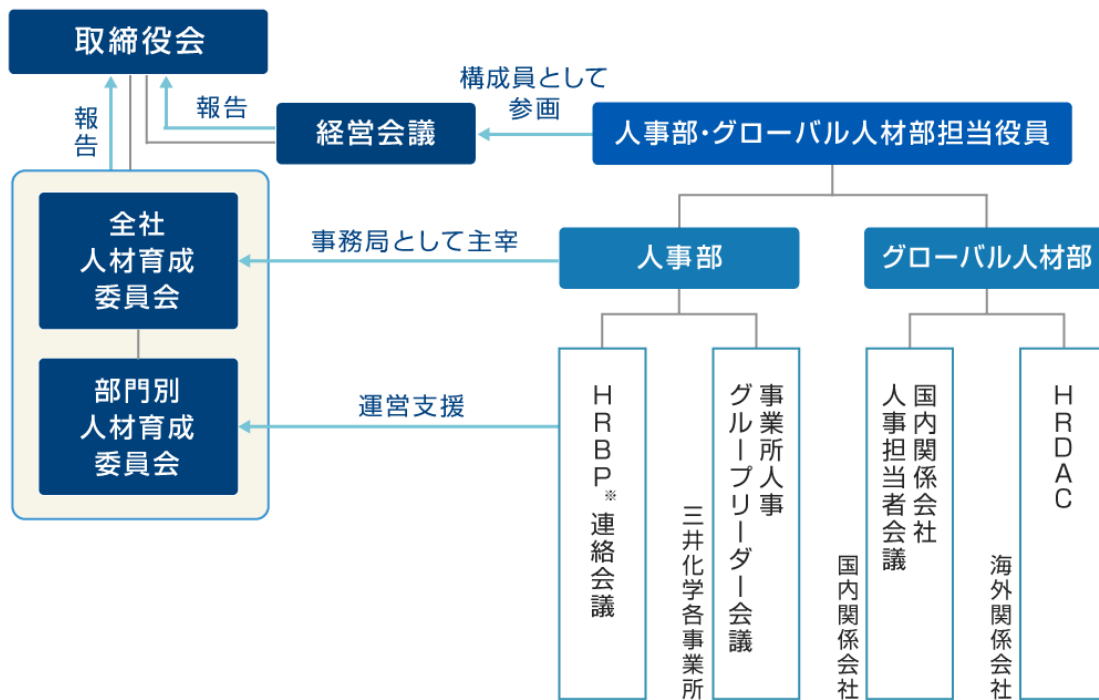 取締役会
報告
報告
経営会議
構成員として
参画
人事部・グローバル人材部担当役員
全社
人材育成
委員会
事務局として主宰
人事部
グローバル人材部
部門別
人材育成
委員会
運営支援
HRBP※連絡会議
事業所人事
グループリーダー会議
三井化学各事業所
国内関係会社
人事担当者会議
国内関係会社
HRDAC
海外関係会社